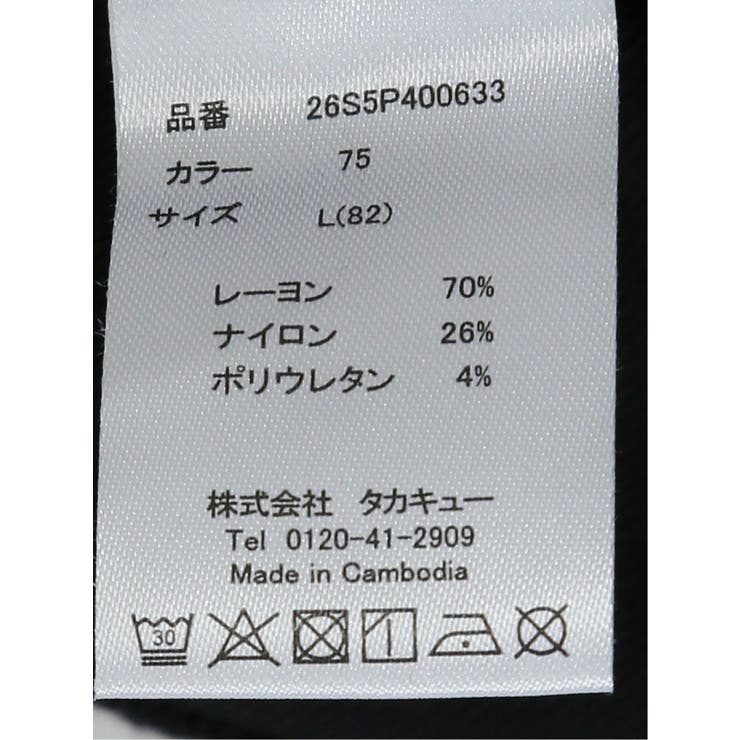 品番 26S5P400633
カラー 75
サイズ L(82)
レーヨン 70%
ナイロン 26%
ポリウレタン 4%
株式会社 タカキュー
Tel 0120-41-2909
Made in Cambodia
30